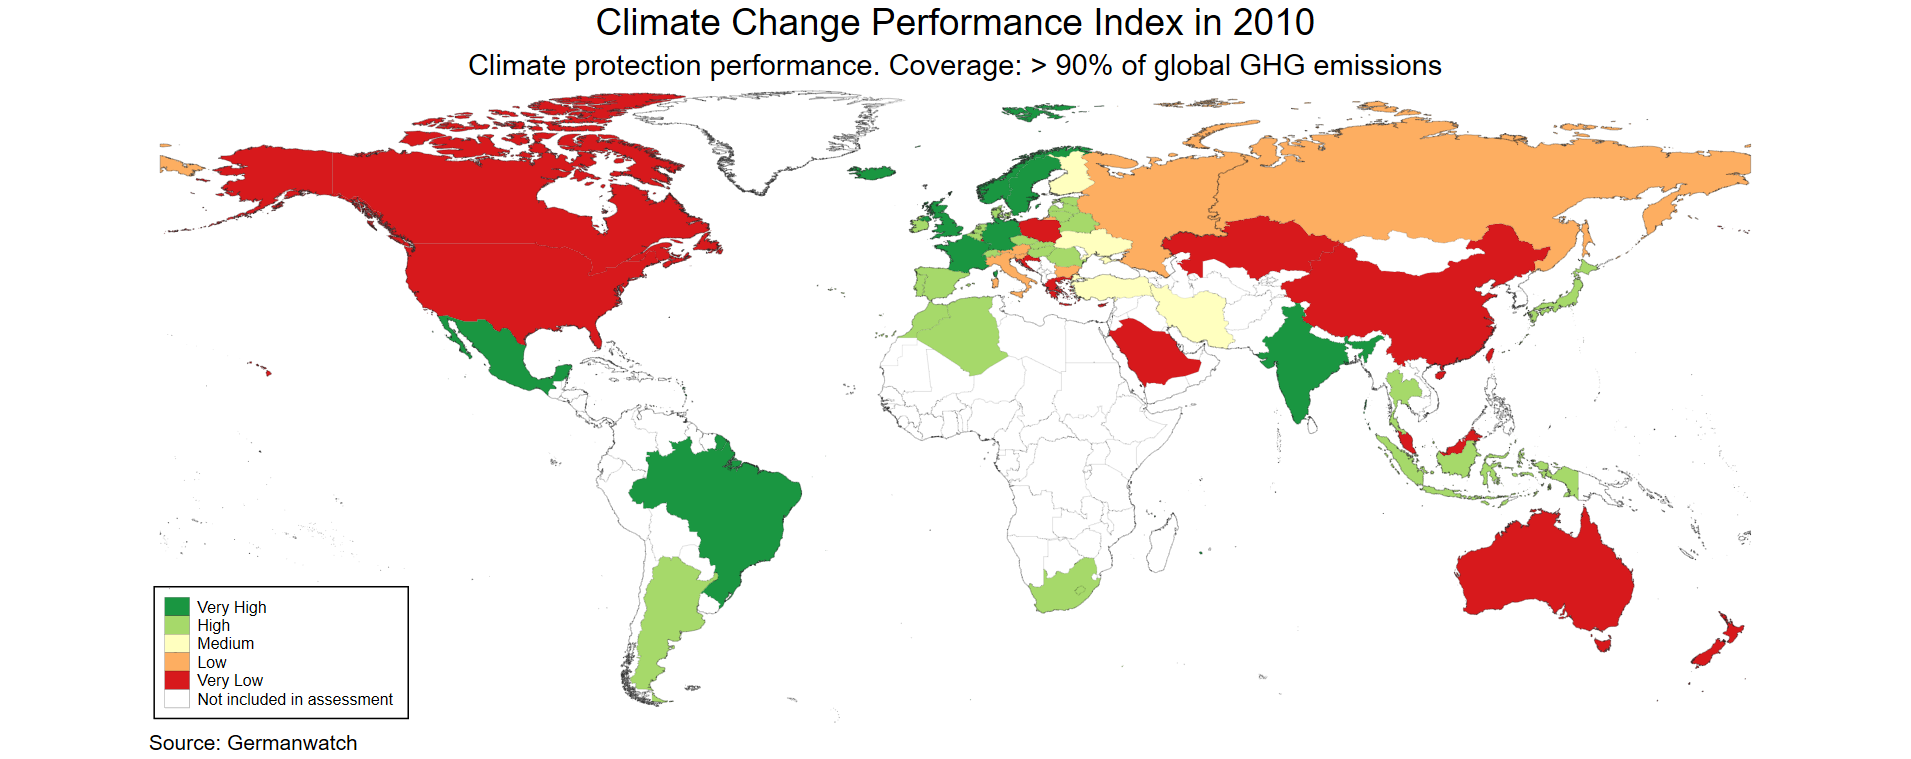 Climate Change Performance Index in 2010
Climate protection performance. Coverage: > 90% of global GHG emissions
Very High
High
Medium
Low
Very Low
Not included in assessment
Source: Germanwatch